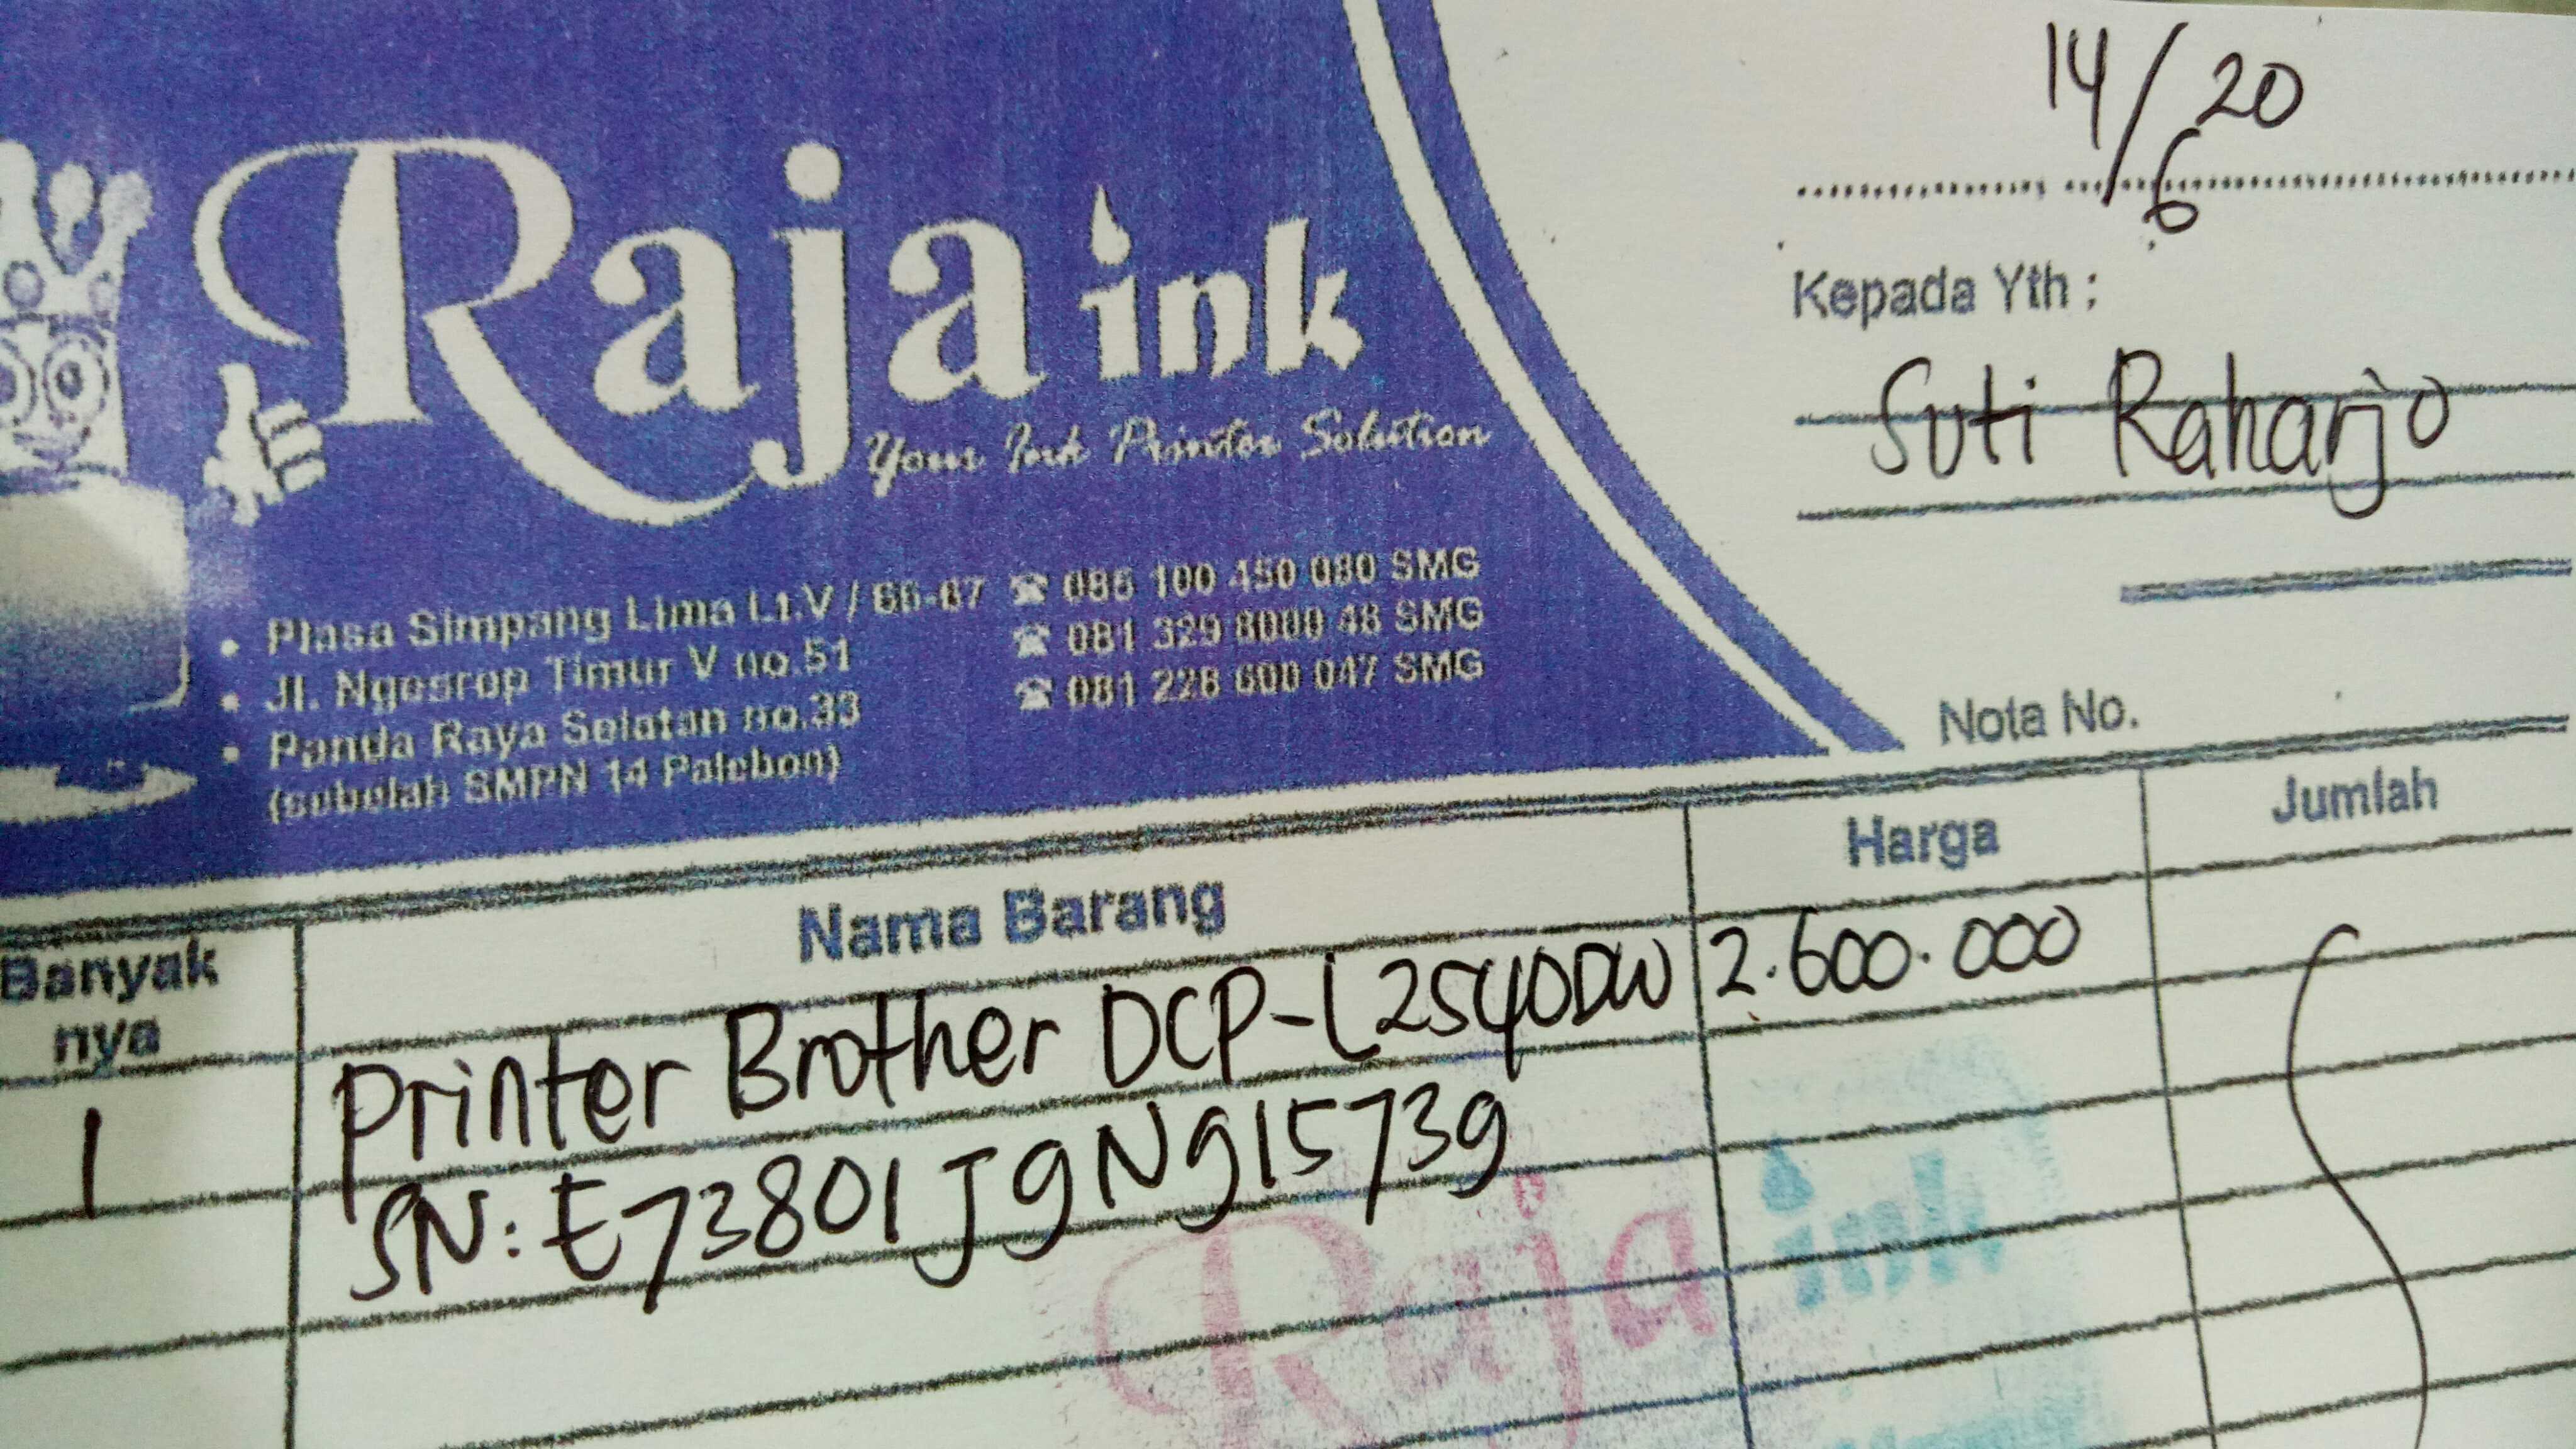 Raja ink
Your Ink Printer Solution
• Plasa Simpang Lima Lt.V / 66-67
• Jl. Ngesrep Timur V no.51
• Panda Raya Selatan no.33
(sebelah SMPN 14 Palebon)
☎ 085 100 450 080 SMG
☎ 081 329 8000 48 SMG
☎ 081 228 600 047 SMG
14/6 20
Kepada Yth :
Suti Raharjo
Nota No.
Banyak nya
Nama Barang
Harga
Jumlah
1
Printer Brother DCP-L2540DW
2.600.000
SN: E73801J9N915739
Raja ink